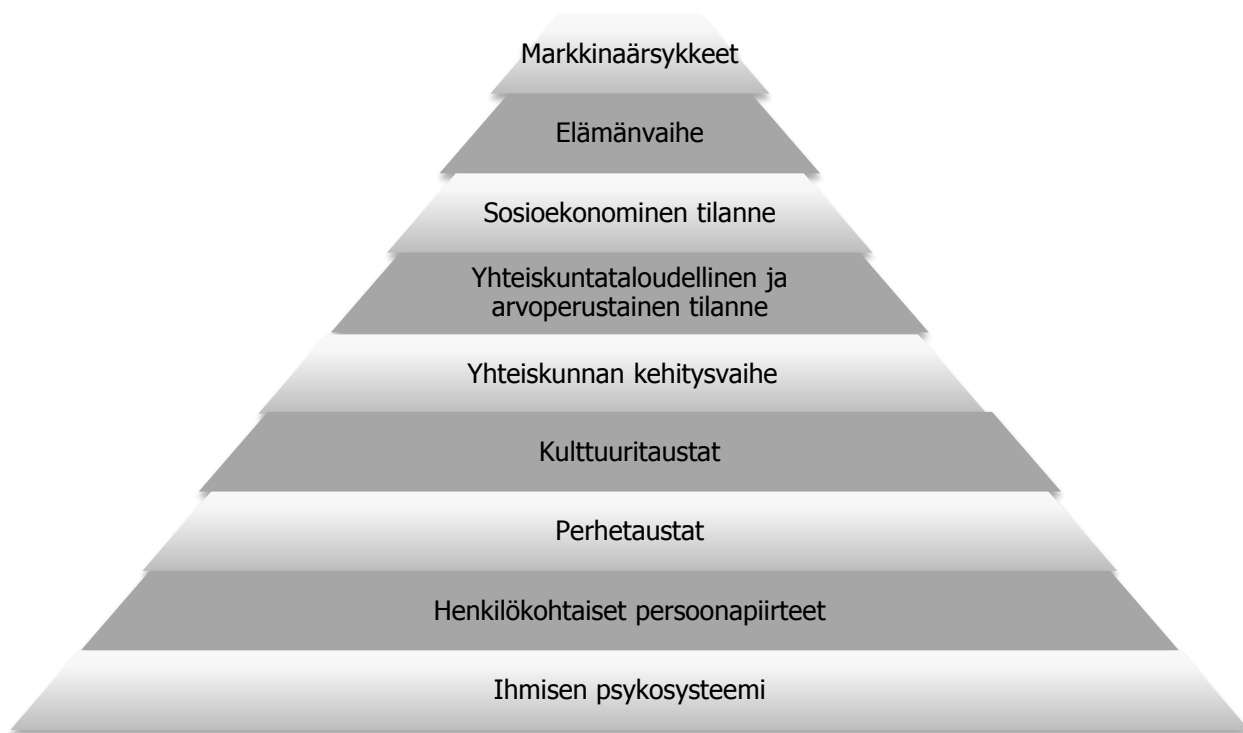 Markkinaärsykkeet
Elämänvaihe
Sosioekonominen tilanne
Yhteiskuntataloudellinen ja
arvoperustainen tilanne
Yhteiskunnan kehitysvaihe
Kulttuuritaustat
Perhetaustat
Henkilökohtaiset persoonapiirteet
Ihmisen psykosysteemi